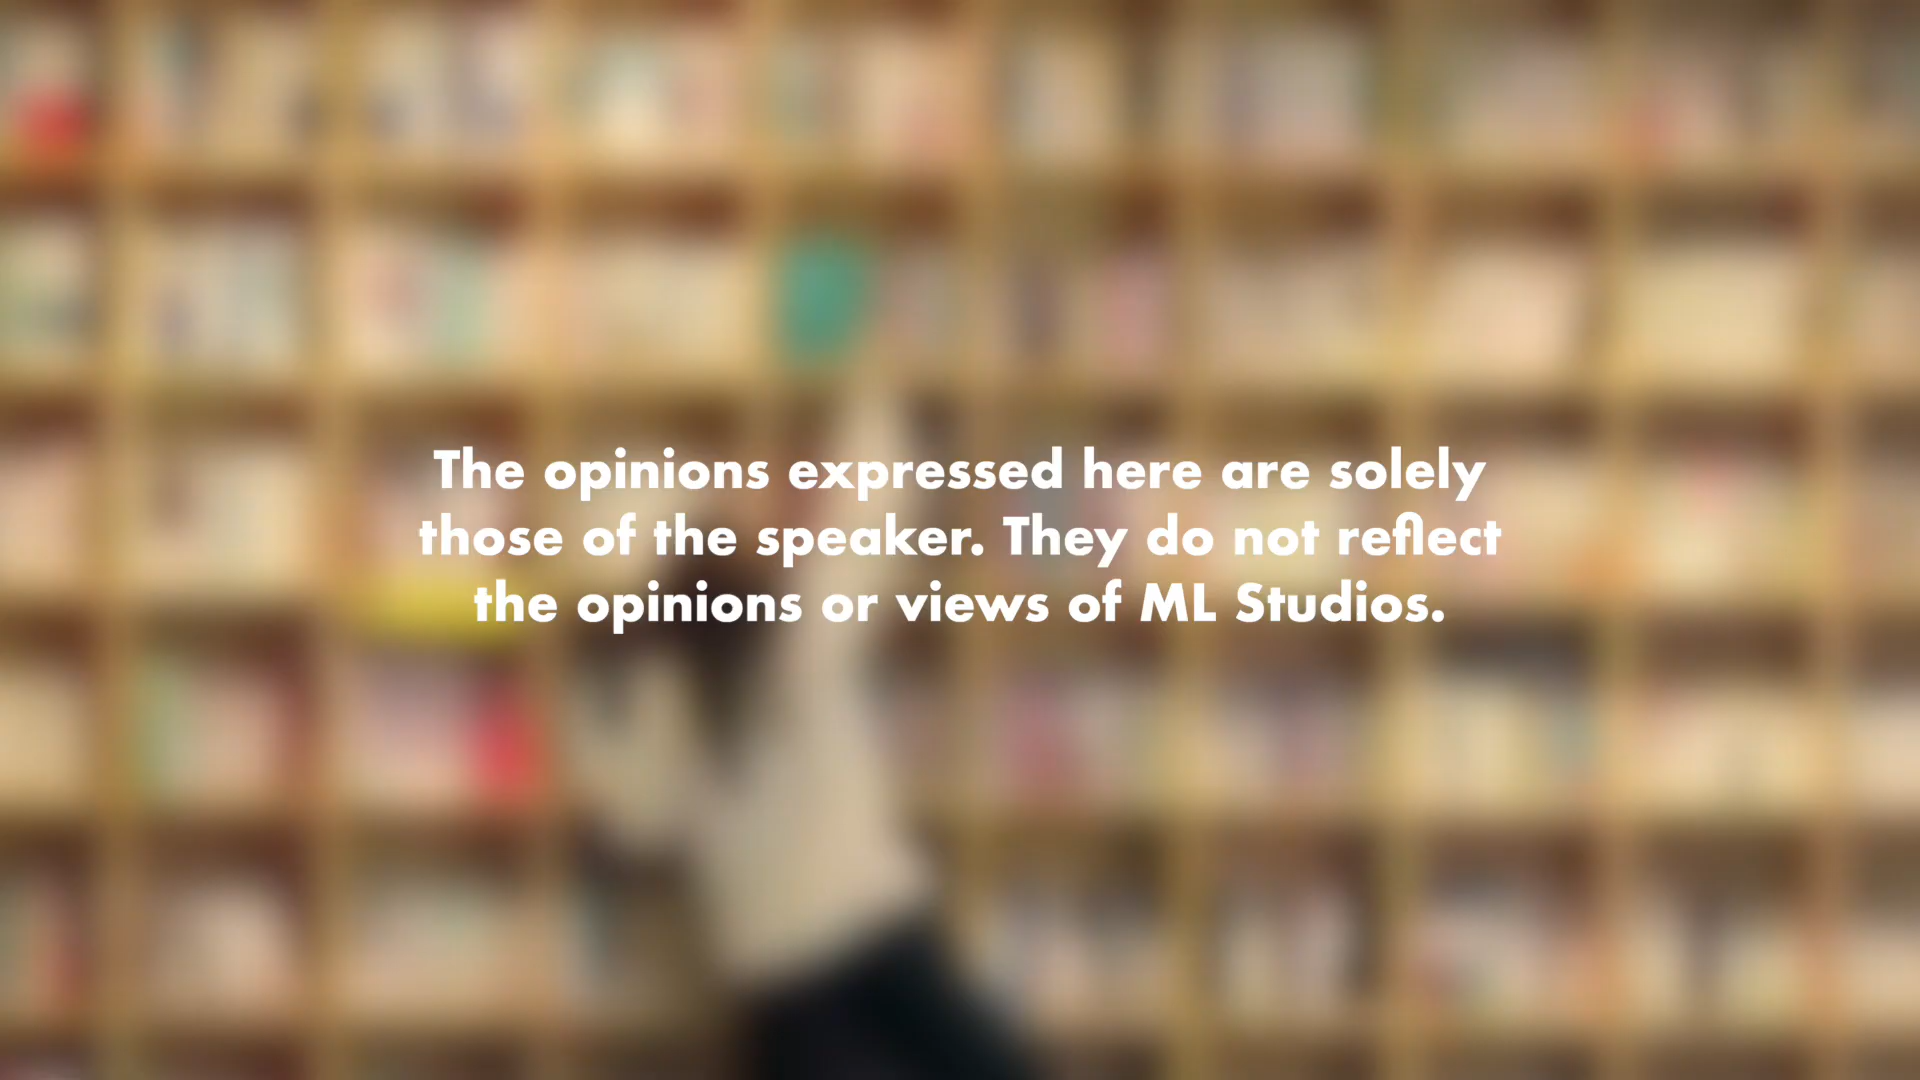 The opinions expressed here are solely
those of the speaker. They do not reflect
the opinions or views of ML Studios.